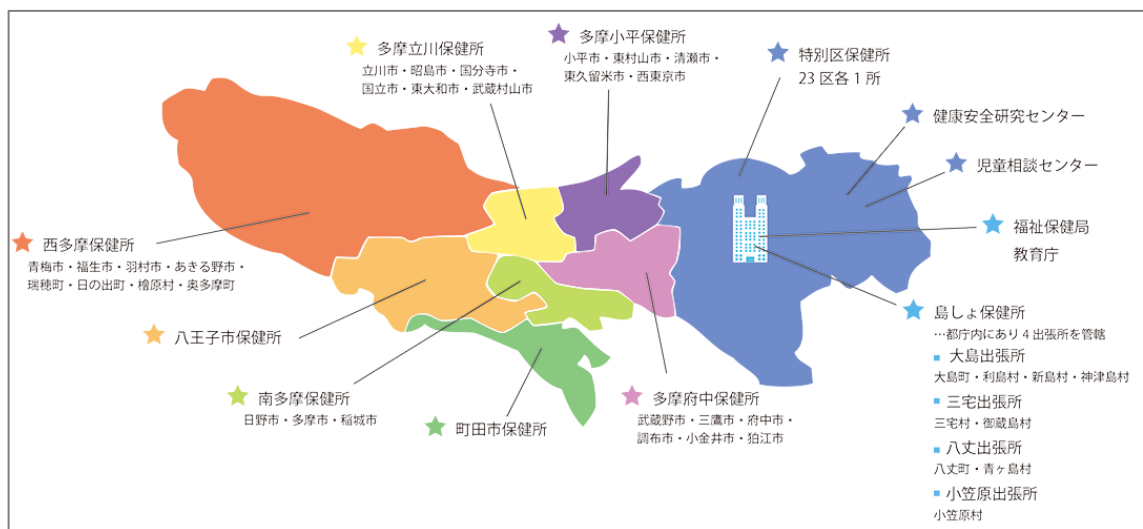 多摩立川保健所
立川市・昭島市・国分寺市・
国立市・東大和市・武蔵村山市
多摩小平保健所
小平市・東村山市・清瀬市・
東久留米市・西東京市
特別区保健所
23 区各 1 所
健康安全研究センター
児童相談センター
福祉保健局
教育庁
西多摩保健所
青梅市・福生市・羽村市・あきる野市・
瑞穂町・日の出町・檜原村・奥多摩町
八王子市保健所
南多摩保健所
日野市・多摩市・稲城市
町田市保健所
多摩府中保健所
武蔵野市・三鷹市・府中市・
調布市・小金井市・狛江市
島しょ保健所
…都庁内にあり 4 出張所を管轄
大島出張所
大島町・利島村・新島村・神津島村
三宅出張所
三宅村・御蔵島村
八丈出張所
八丈町・青ヶ島村
小笠原出張所
小笠原村